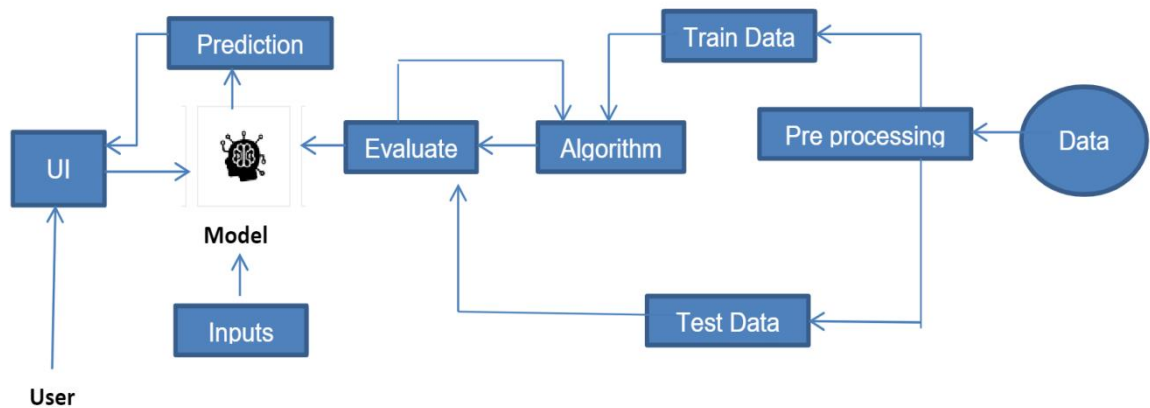 Prediction
Train Data
UI
Evaluate
Algorithm
Pre processing
Data
Model
Inputs
Test Data
User